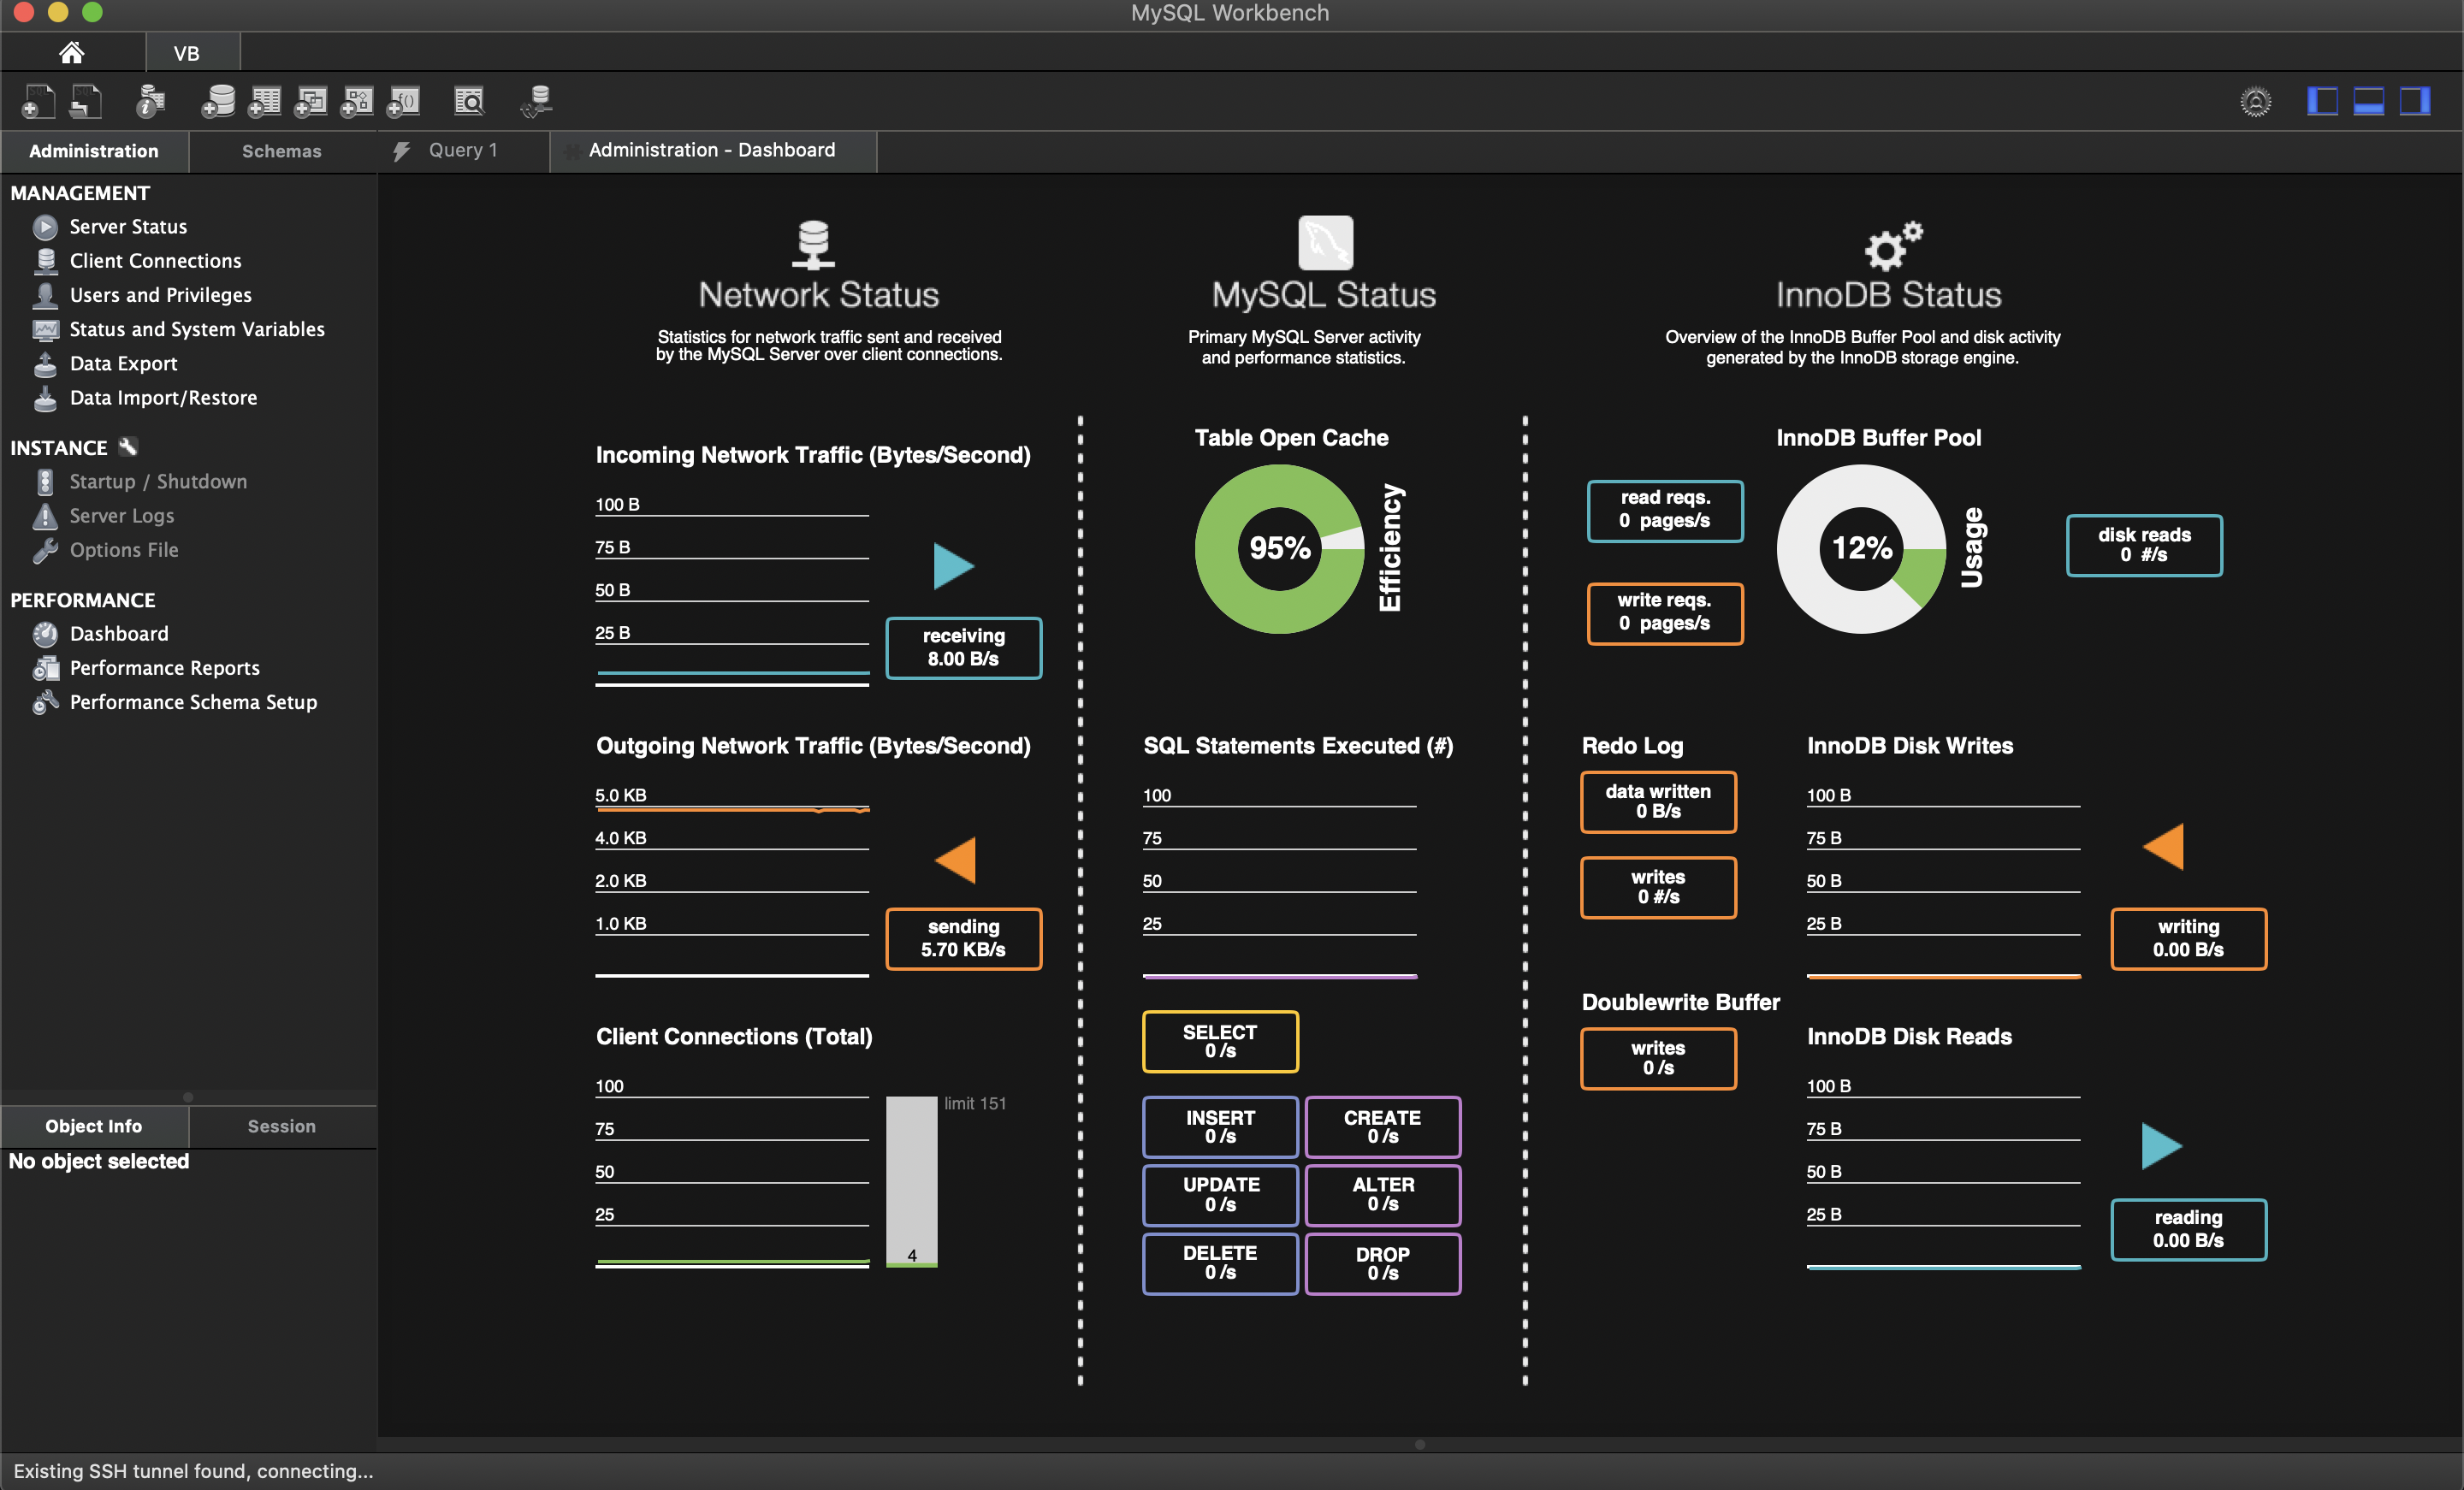 MySQL Workbench
VB
Administration
Schemas
Query 1
Administration - Dashboard
MANAGEMENT
Server Status
Client Connections
Users and Privileges
Status and System Variables
Data Export
Data Import/Restore
INSTANCE
Startup / Shutdown
Server Logs
Options File
PERFORMANCE
Dashboard
Performance Reports
Performance Schema Setup
Object Info
Session
No object selected
Network Status
Statistics for network traffic sent and received
by the MySQL Server over client connections.
Incoming Network Traffic (Bytes/Second)
100 B
75 B
50 B
25 B
receiving
8.00 B/s
Outgoing Network Traffic (Bytes/Second)
5.0 KB
4.0 KB
2.0 KB
1.0 KB
sending
5.70 KB/s
Client Connections (Total)
100
75
50
25
limit 151
4
MySQL Status
Primary MySQL Server activity
and performance statistics.
Table Open Cache
95%
Efficiency
SQL Statements Executed (#)
100
75
50
25
SELECT
0 /s
INSERT
0 /s
CREATE
0 /s
UPDATE
0 /s
ALTER
0 /s
DELETE
0 /s
DROP
0 /s
InnoDB Status
Overview of the InnoDB Buffer Pool and disk activity
generated by the InnoDB storage engine.
InnoDB Buffer Pool
read reqs.
0 pages/s
write reqs.
0 pages/s
12%
Usage
disk reads
0 #/s
Redo Log
data written
0 B/s
writes
0 #/s
Doublewrite Buffer
writes
0 /s
InnoDB Disk Writes
100 B
75 B
50 B
25 B
writing
0.00 B/s
InnoDB Disk Reads
100 B
75 B
50 B
25 B
reading
0.00 B/s
Existing SSH tunnel found, connecting...